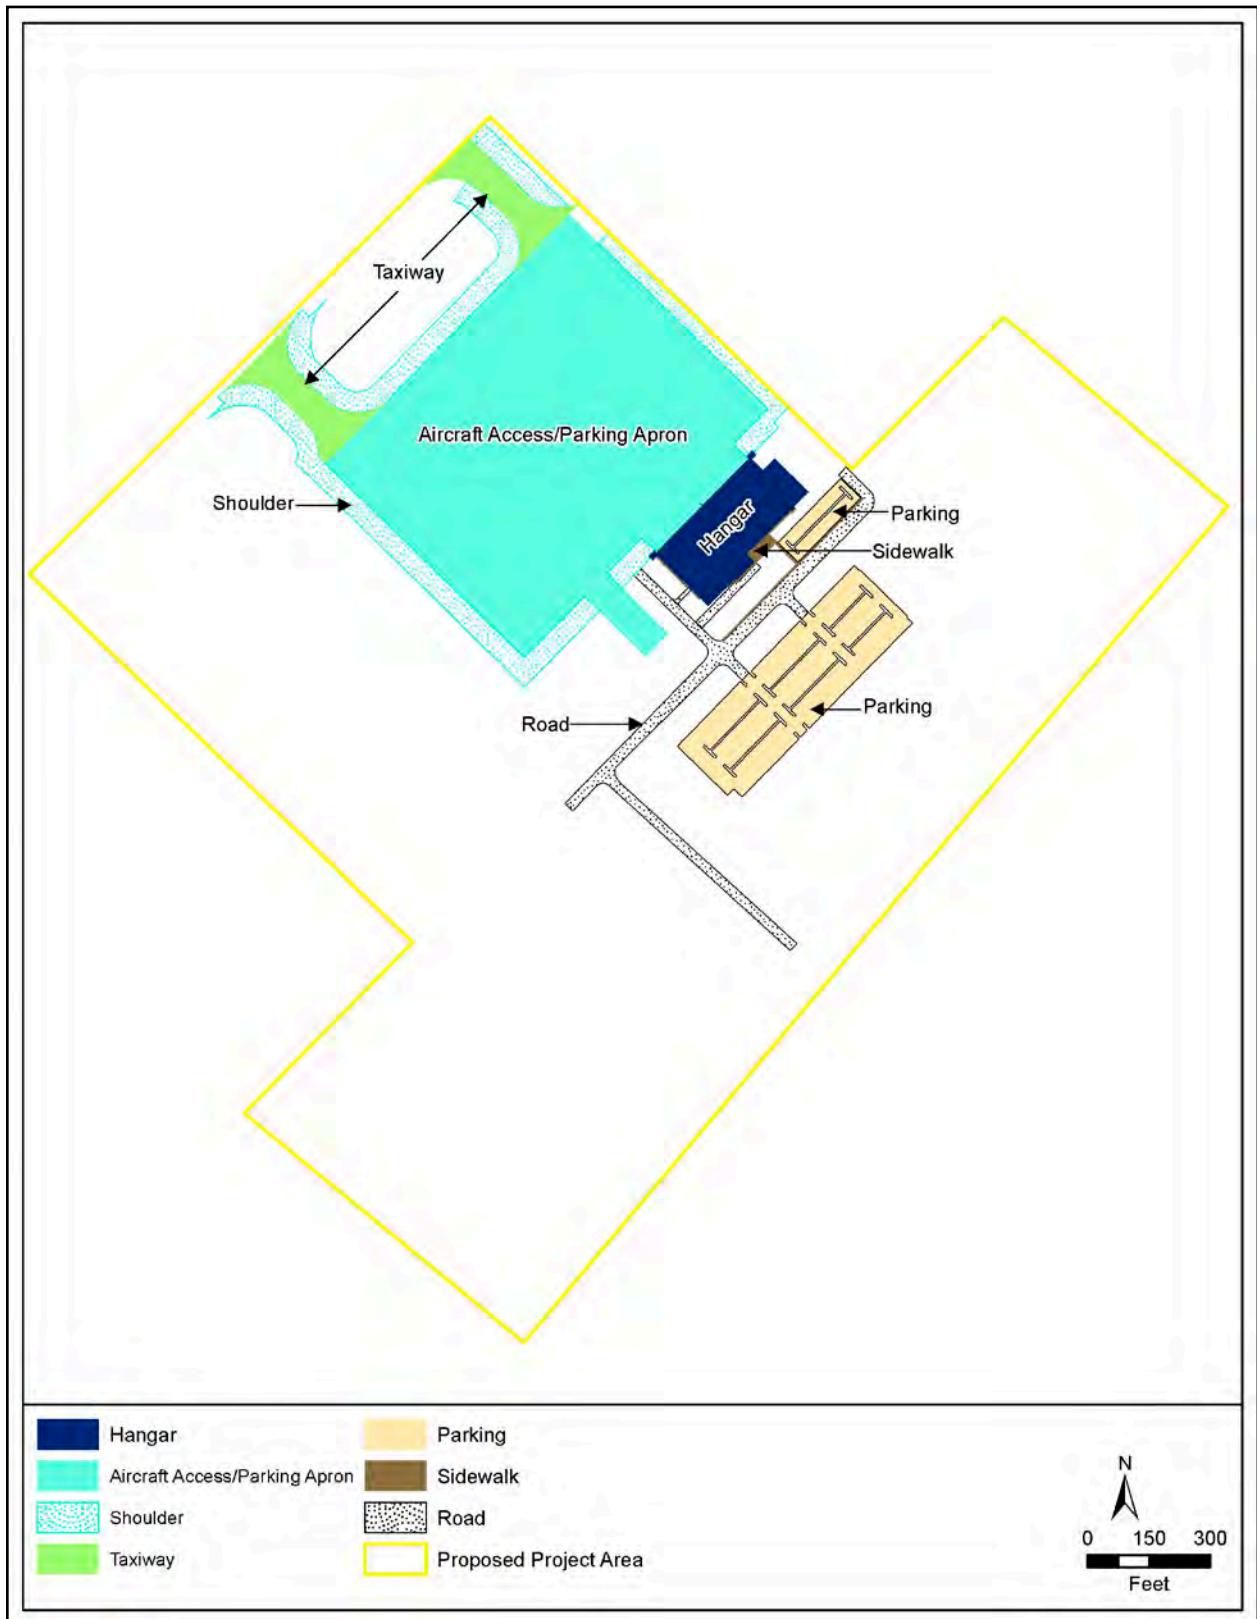 Taxiway
Aircraft Access/Parking Apron
Shoulder
Hangar
Parking
Sidewalk
Parking
Road
Hangar
Aircraft Access/Parking Apron
Shoulder
Taxiway
Parking
Sidewalk
Road
Proposed Project Area
N
0 150 300
Feet